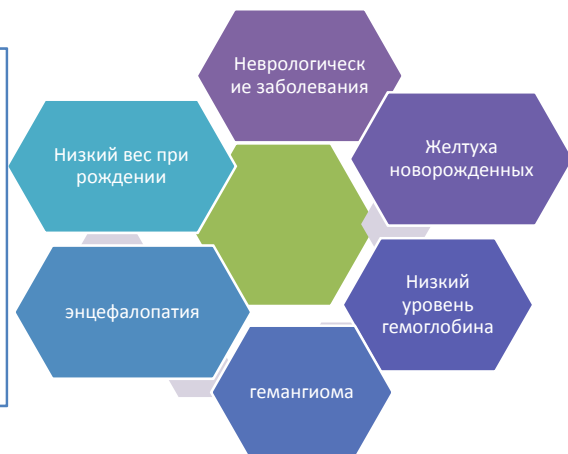 Неврологическ
ие заболевания
Желтуха
новорожденных
Низкий
уровень
гемоглобина
гемангиома
энцефалопатия
Низкий вес при
рождении